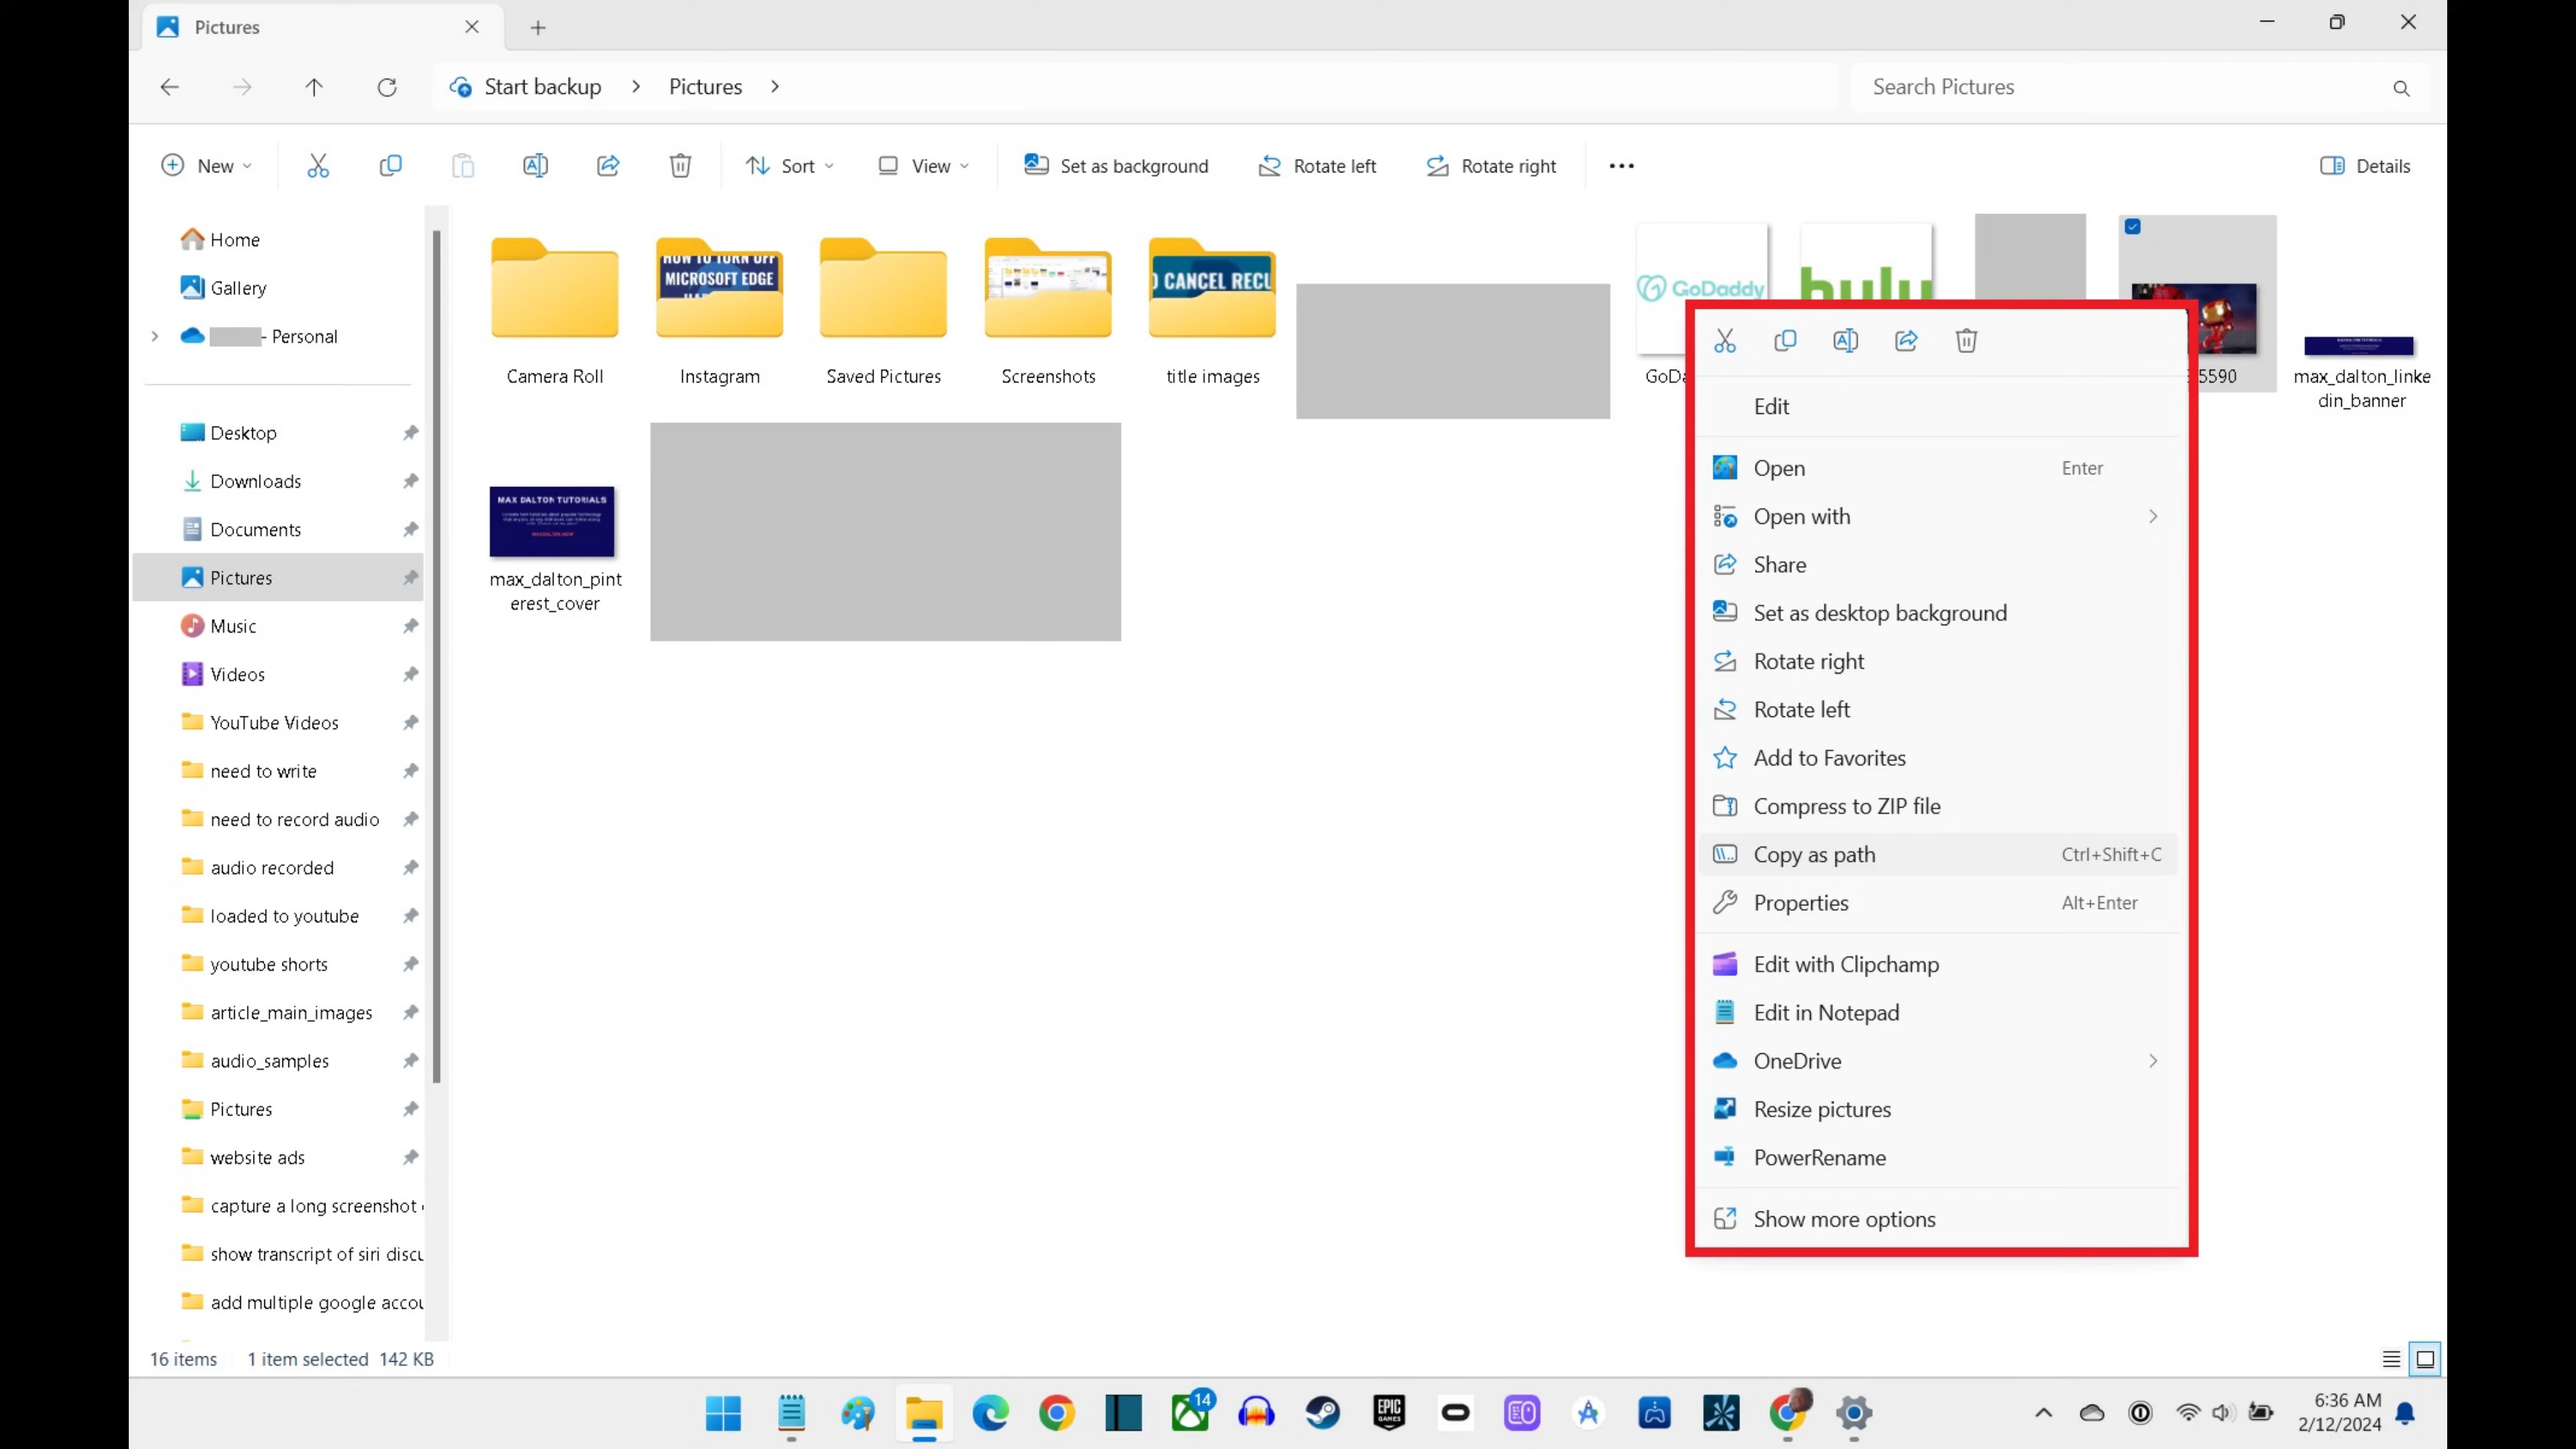 Pictures
Start backup > Pictures >
Search Pictures
New
Sort
View
Set as background
Rotate left
Rotate right
Details
Home
Gallery
- Personal
Desktop
Downloads
Documents
Pictures
Music
Videos
YouTube Videos
need to write
need to record audio
audio recorded
loaded to youtube
youtube shorts
article_main_images
audio_samples
Pictures
website ads
capture a long screenshot
show transcript of siri
add multiple google
HOW TO TURN OFF
MICROSOFT EDGE
CANCEL
GoDaddy
hulu
Camera Roll
Instagram
Saved Pictures
Screenshots
title images
5590
max_dalton_linke
din_banner
MAX DALTON TUTORIALS
max_dalton_pint
erest_cover
Edit
Open Enter
Open with
Share
Set as desktop background
Rotate right
Rotate left
Add to Favorites
Compress to ZIP file
Copy as path Ctrl+Shift+C
Properties Alt+Enter
Edit with Clipchamp
Edit in Notepad
OneDrive
Resize pictures
PowerRename
Show more options
16 items 1 item selected 142 KB
14
EPIC
GAMES
6:36 AM
2/12/2024